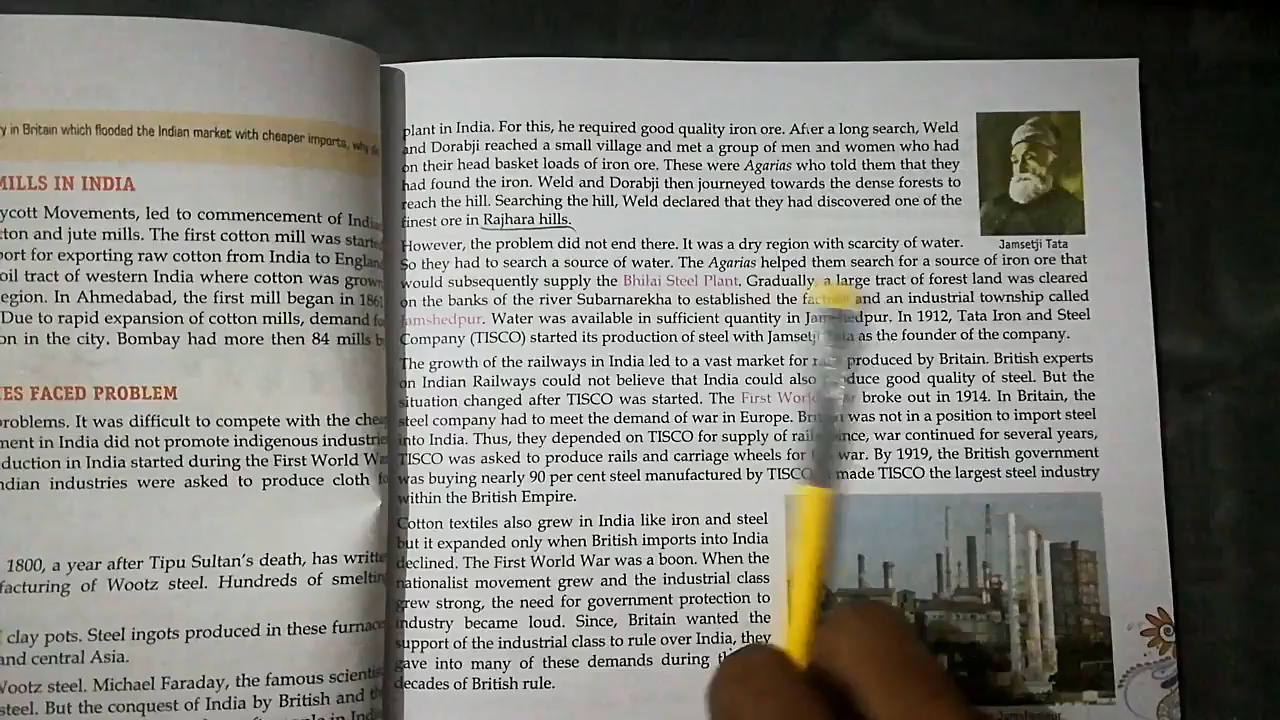 y in Britain which flooded the Indian market with cheaper imports, why
MILLS IN INDIA
ycott Movements, led to commencement of
ton and jute mills. The first cotton mill was
port for exporting raw cotton from India to
oil tract of western India where cotton was
egion. In Ahmedabad, the first mill began in
Due to rapid expansion of cotton mills, demand
on in the city. Bombay had more then 84 mills
ES FACED PROBLEM
roblems. It was difficult to compete with the
ment in India did not promote indigenous
duction in India started during the First World
ndian industries were asked to produce cloth
1800, a year after Tipu Sultan's death, has
facturing of Wootz steel. Hundreds of
clay pots. Steel ingots produced in these
and central Asia.
Wootz steel. Michael Faraday, the famous
steel. But the conquest of India by British and
plant in India. For this, he required good quality iron ore. After a long search, Weld
and Dorabji reached a small village and met a group of men and women who had
on their head basket loads of iron ore. These were Agarias who told them that they
had found the iron. Weld and Dorabji then journeyed towards the dense forests to
reach the hill. Searching the hill, Weld declared that they had discovered one of the
finest ore in Rajhara hills.
Jamsetji Tata
However, the problem did not end there. It was a dry region with scarcity of water.
So they had to search a source of water. The Agarias helped them search for a source of iron ore that
would subsequently supply the Bhilai Steel Plant. Gradually, a large tract of forest land was cleared
on the banks of the river Subarnarekha to established the and an industrial township called
Jamshedpur. Water was available in sufficient quantity in Jamshedpur. In 1912, Tata Iron and Steel
Company (TISCO) started its production of steel with Jamsetji Tata as the founder of the company.
The growth of the railways in India led to a vast market for produced by Britain. British experts
on Indian Railways could not believe that India could also produce good quality of steel. But the
situation changed after TISCO was started. The First World War broke out in 1914. In Britain, the
steel company had to meet the demand of war in Europe. Britain was not in a position to import steel
into India. Thus, they depended on TISCO for supply of war continued for several years,
TISCO was asked to produce rails and carriage wheels for war. By 1919, the British government
was buying nearly 90 per cent steel manufactured by TISCO made TISCO the largest steel industry
within the British Empire.
Cotton textiles also grew in India like iron and steel
but it expanded only when British imports into India
declined. The First World War was a boon. When the
nationalist movement grew and the industrial class
grew strong, the need for government protection to
industry became loud. Since, Britain wanted the
support of the industrial class to rule over India, they
gave into many of these demands during
decades of British rule.